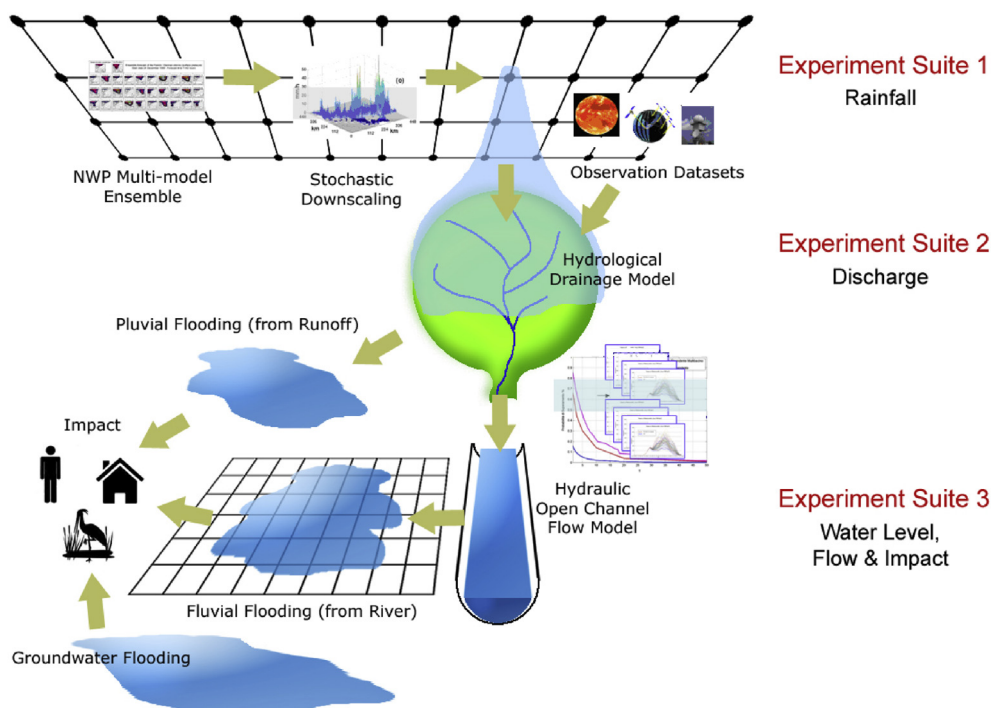 Experiment Suite 1
Rainfall
(e)
km
km
NWP Multi-model
Ensemble
Stochastic
Downscaling
Observation Datasets
Experiment Suite 2
Discharge
Hydrological
Drainage Model
Pluvial Flooding (from Runoff)
Impact
Hydraulic
Open Channel
Flow Model
Experiment Suite 3
Water Level,
Flow & Impact
Fluvial Flooding (from River)
Groundwater Flooding